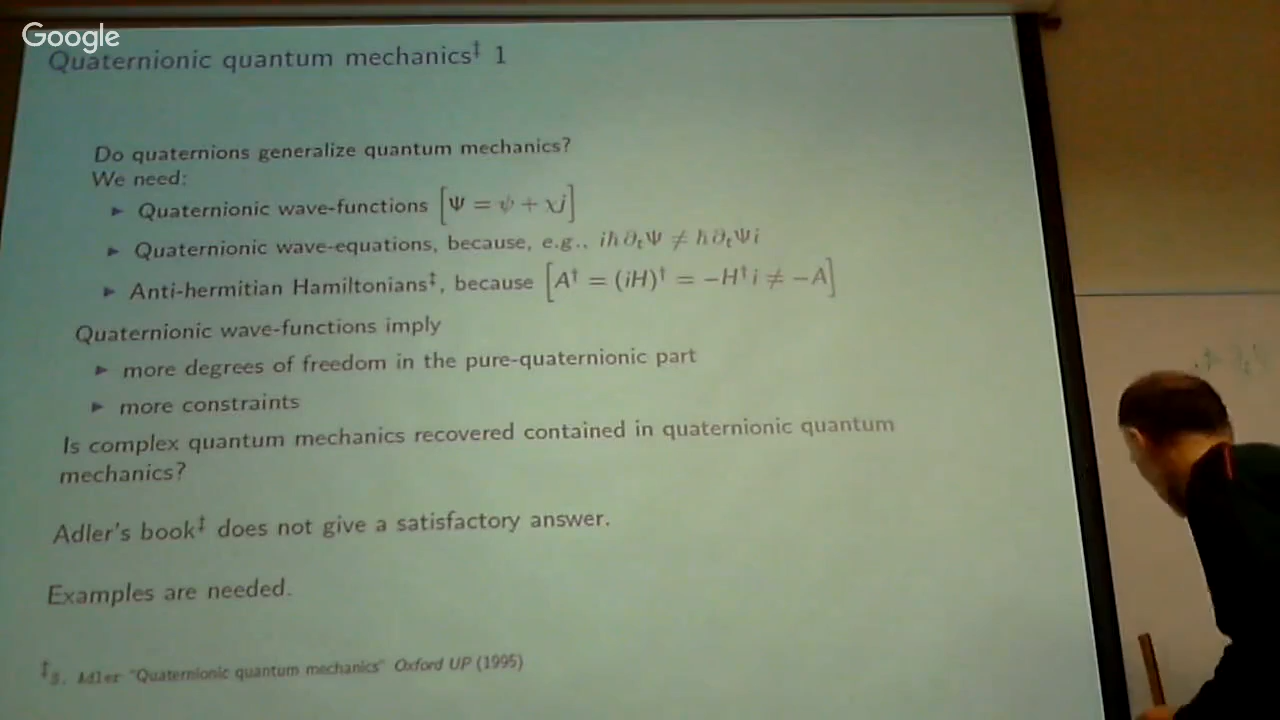 Google
Quaternionic quantum mechanics† 1
Do quaternions generalize quantum mechanics?
We need:
► Quaternionic wave-functions [Ψ = ψ + χj]
► Quaternionic wave-equations, because, e.g., iħ∂ₜΨ ≠ ħ∂ₜΨi
► Anti-hermitian Hamiltonians‡, because [A† = (iH)† = −H†i ≠ −A]
Quaternionic wave-functions imply
► more degrees of freedom in the pure-quaternionic part
► more constraints
Is complex quantum mechanics recovered contained in quaternionic quantum
mechanics?
Adler's book‡ does not give a satisfactory answer.
Examples are needed.
‡S. Adler "Quaternionic quantum mechanics" Oxford UP (1995)